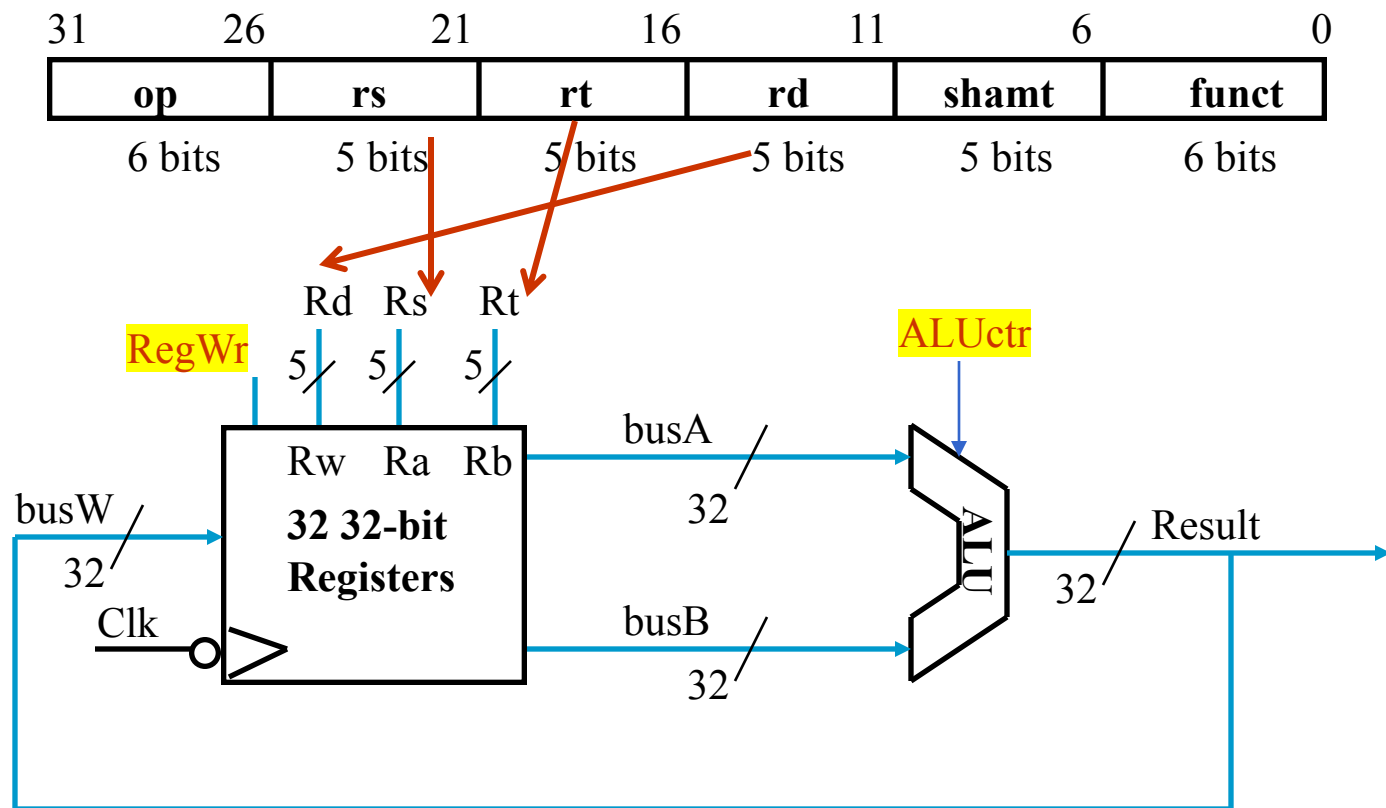 31 26 21 16 11 6 0
op rs rt rd shamt funct
6 bits 5 bits 5 bits 5 bits 5 bits 6 bits
Rd Rs Rt
RegWr ALUctr
5 5 5
Rw Ra Rb
busA
32
busW
32
32 32-bit
Registers
Clk
busB
32
ALU
Result
32